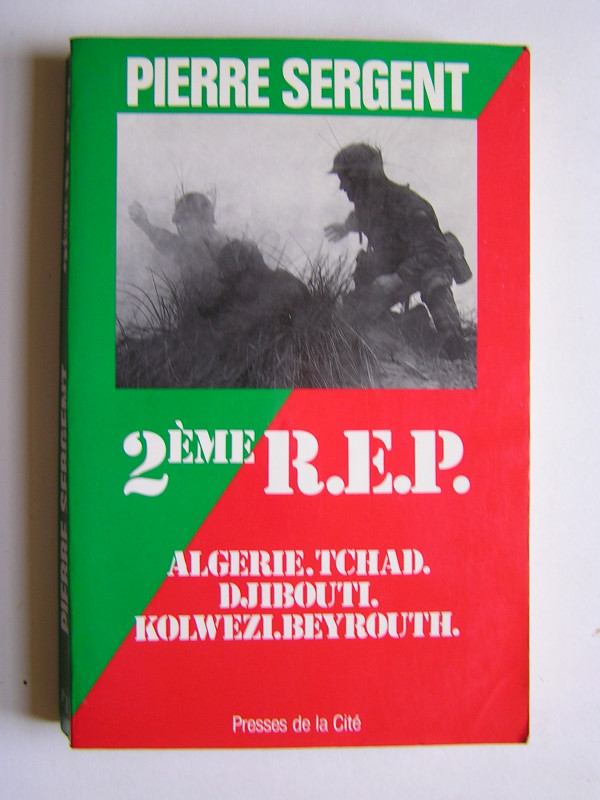 PIERRE SERGENT
2ÈME R.E.P.
ALGERIE.TCHAD.
DJIBOUTI.
KOLWEZI.BEYROUTH.
Presses de la Cité
PIERRE SERGENT